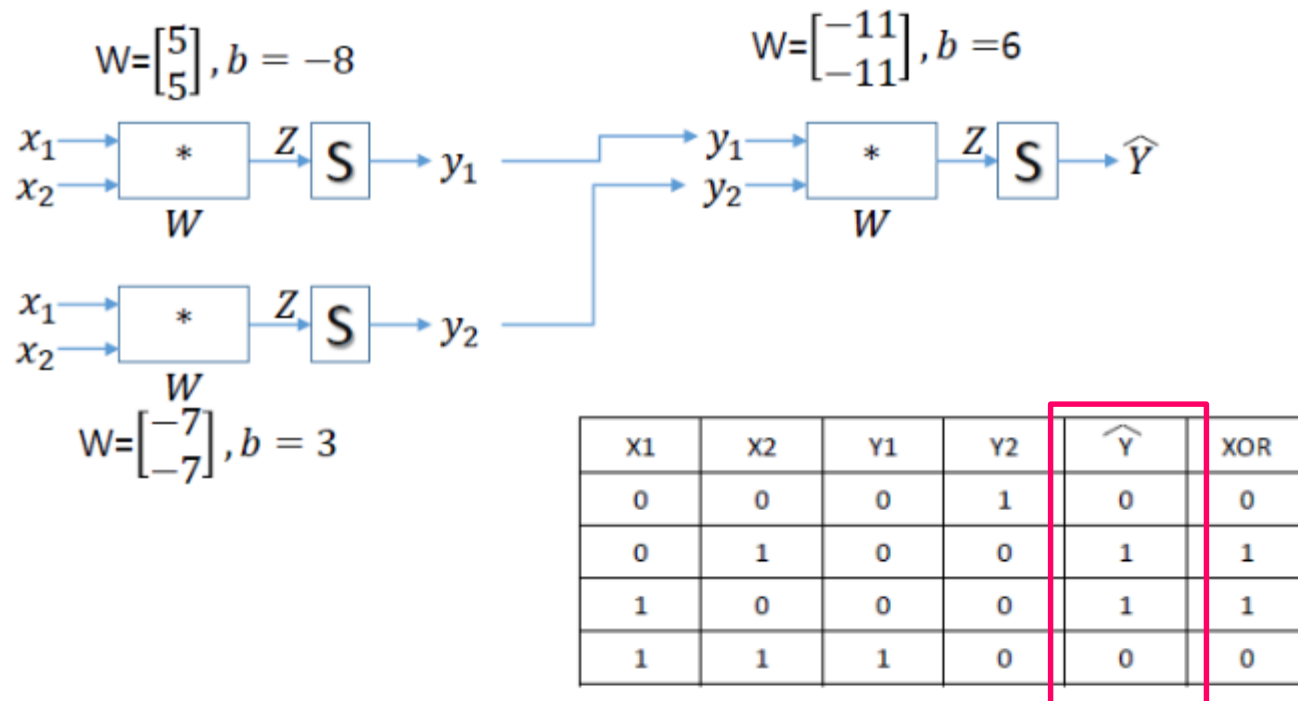 W=[5 5], b = −8
W=[−11 −11], b =6
x₁ * Z S y₁
x₂
W
y₁ * Z S Ŷ
y₂
W
x₁ * Z S y₂
x₂
W
W=[−7 −7], b = 3
X1 X2 Y1 Y2 Ŷ XOR
0 0 0 1 0 0
0 1 0 0 1 1
1 0 0 0 1 1
1 1 1 0 0 0